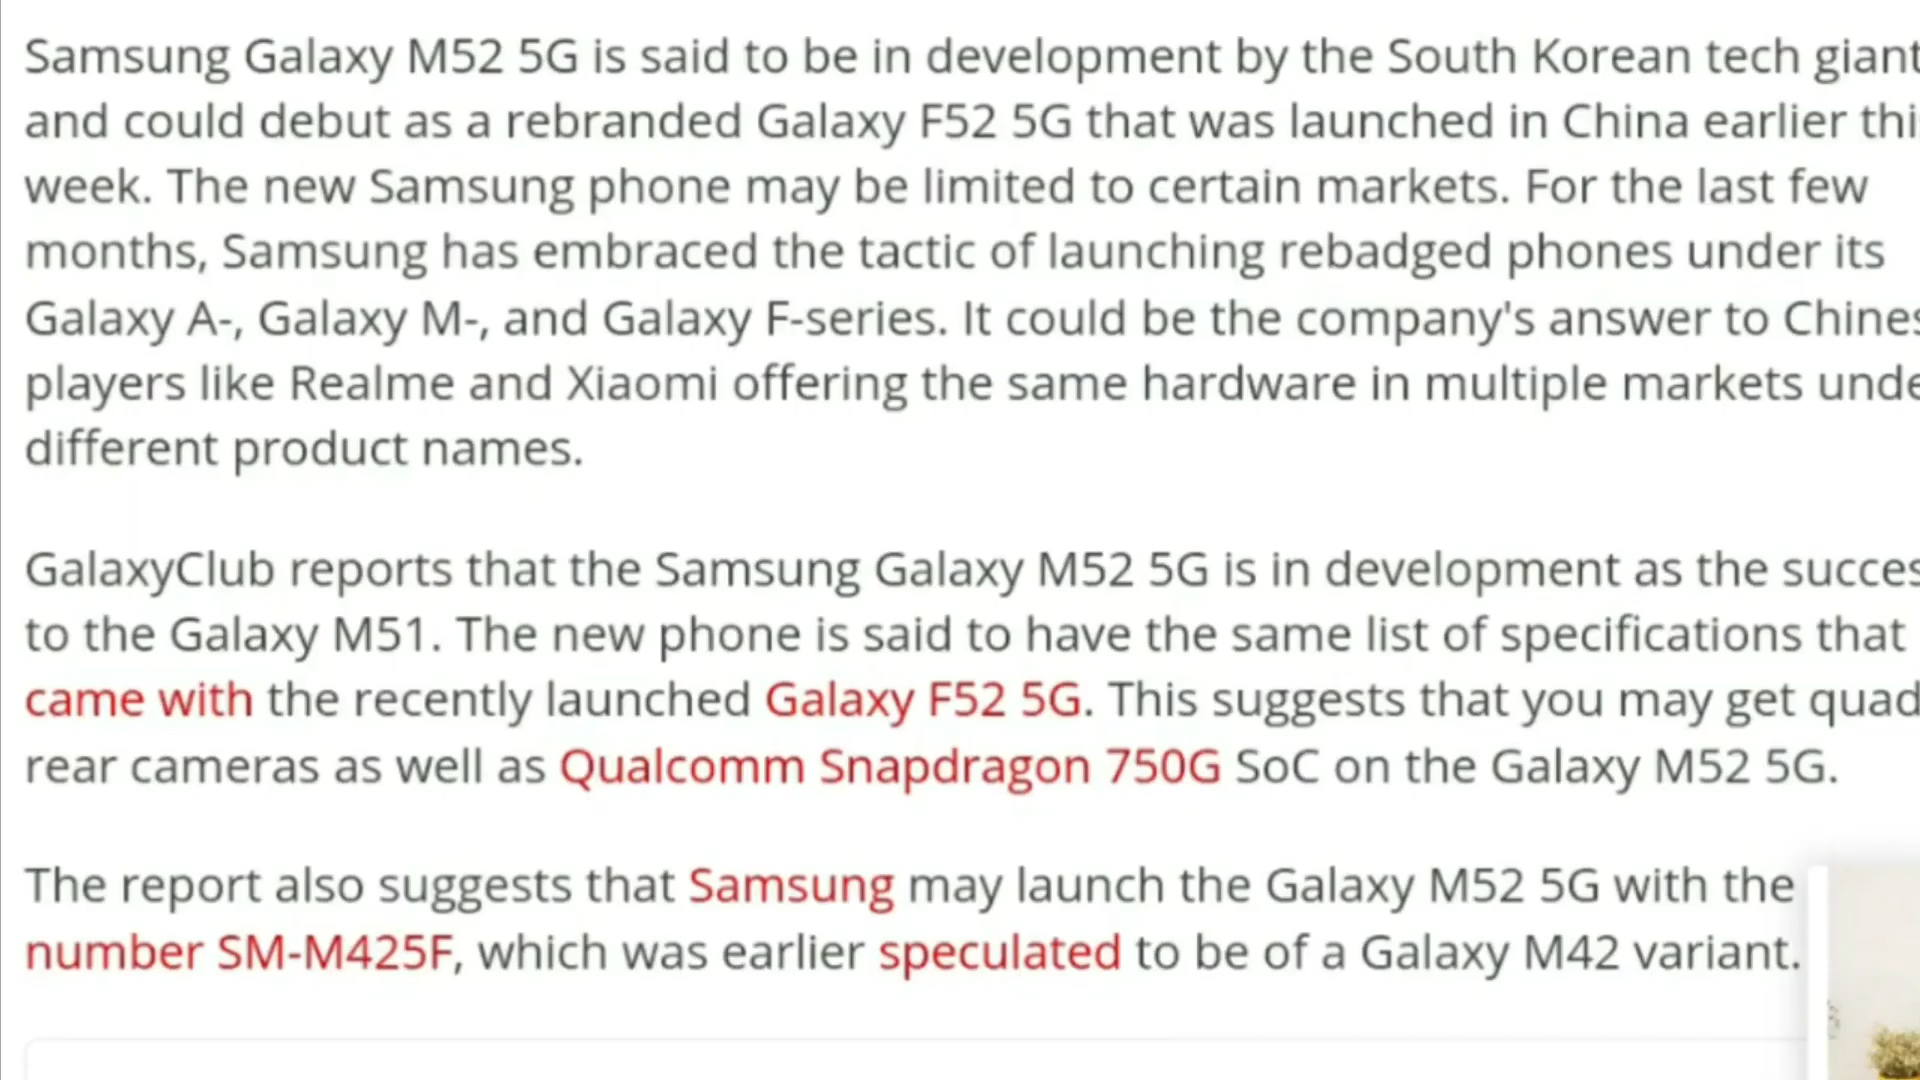 Samsung Galaxy M52 5G is said to be in development by the South Korean tech giant
and could debut as a rebranded Galaxy F52 5G that was launched in China earlier thi
week. The new Samsung phone may be limited to certain markets. For the last few
months, Samsung has embraced the tactic of launching rebadged phones under its
Galaxy A-, Galaxy M-, and Galaxy F-series. It could be the company's answer to Chines
players like Realme and Xiaomi offering the same hardware in multiple markets unde
different product names.
GalaxyClub reports that the Samsung Galaxy M52 5G is in development as the succes
to the Galaxy M51. The new phone is said to have the same list of specifications that
came with the recently launched Galaxy F52 5G. This suggests that you may get quad
rear cameras as well as Qualcomm Snapdragon 750G SoC on the Galaxy M52 5G.
The report also suggests that Samsung may launch the Galaxy M52 5G with the
number SM-M425F, which was earlier speculated to be of a Galaxy M42 variant.